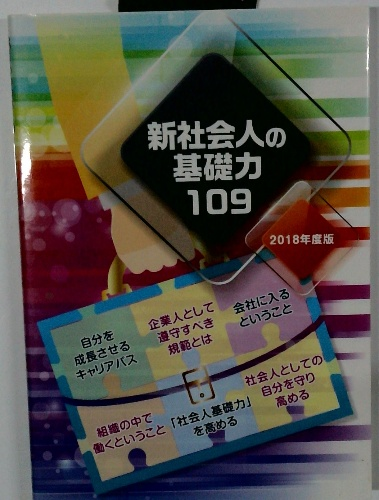 新社会人の
基礎力
109
2018年度版
自分を
成長させる
キャリアパス
企業人として
遵守すべき
規範とは
会社に入る
ということ
組織の中で
働くということ
「社会人基礎力」
を高める
社会人としての
自分を守り
高める